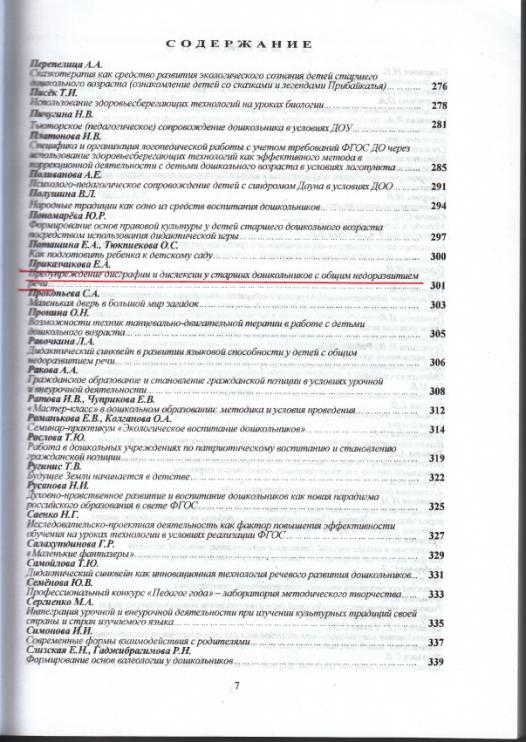 СОДЕРЖАНИЕ
Перепелица А.А.
Сказкотерапия как средство развития экологического сознания детей старшего
дошкольного возраста (ознакомление детей со сказками и легендами Прибайкалья) 276
Писёк Т.И.
Использование здоровьесберегающих технологий на уроках биологии 278
Пичугина Н.В.
Тьюторское (педагогическое) сопровождение дошкольника в условиях ДОУ 281
Платонова Н.В.
Специфика и организация логопедической работы с учетом требований ФГОС ДО через
использование здоровьесберегающих технологий как эффективного метода в
коррекционной деятельности с детьми дошкольного возраста в условиях логопункта 285
Поливанова А.Е.
Психолого-педагогическое сопровождение детей с синдромом Дауна в условиях ДОО 291
Полушина В.Л.
Народные традиции как одно из средств воспитания дошкольников 294
Пономарёва Ю.Р.
Формирование основ правовой культуры у детей старшего дошкольного возраста
посредством использования дидактической игры 297
Поташина Е.А., Тюкпиекова О.С.
Как подготовить ребенка к детскому саду 300
Приказчикова Е.А.
Предупреждение дисграфии и дислексии у старших дошкольников с общим недоразвитием
речи 301
Прокопьева С.А.
Маленькая дверь в большой мир загадок 303
Пронина О.Н.
Возможности техник танцевально-двигательной терапии в работе с детьми
дошкольного возраста 305
Равочкина Л.А.
Дидактический синквейн в развитии языковой способности у детей с общим
недоразвитием речи 306
Ракова А.А.
Гражданское образование и становление гражданской позиции в условиях урочной
и внеурочной деятельности 308
Ратова И.В., Чуприкова Е.В.
«Мастер-класс» в дошкольном образовании: методика и условия проведения 312
Романькова Е.В., Колганова О.А.
Семинар-практикум «Экологическое воспитание дошкольников» 314
Рослова Т.Ю.
Работа в дошкольных учреждениях по патриотическому воспитанию и становлению
гражданской позиции 319
Ругинис Т.В.
Будущее Земли начинается в детстве 322
Русанова Н.И.
Духовно-нравственное развитие и воспитание дошкольников как новая парадигма
российского образования в свете ФГОС 325
Саенко Н.Г.
Исследовательско-проектная деятельность как фактор повышения эффективности
обучения на уроках технологии в условиях реализации ФГОС 327
Салахутдинова Г.Р.
«Маленькие фантазеры» 329
Самойлова Т.Ю.
Дидактический синквейн как инновационная технология речевого развития дошкольников 331
Семёнова Ю.В.
Профессиональный конкурс «Педагог года» – лаборатория методического творчества 333
Сергиенко М.А.
Интеграция урочной и внеурочной деятельности при изучении культурных традиций своей
страны и стран изучаемого языка 335
Симонова И.И.
Современные формы взаимодействия с родителями 337
Слизская Е.Н., Гаджибрагимова Р.Н.
Формирование основ валеологии у дошкольников 339
7